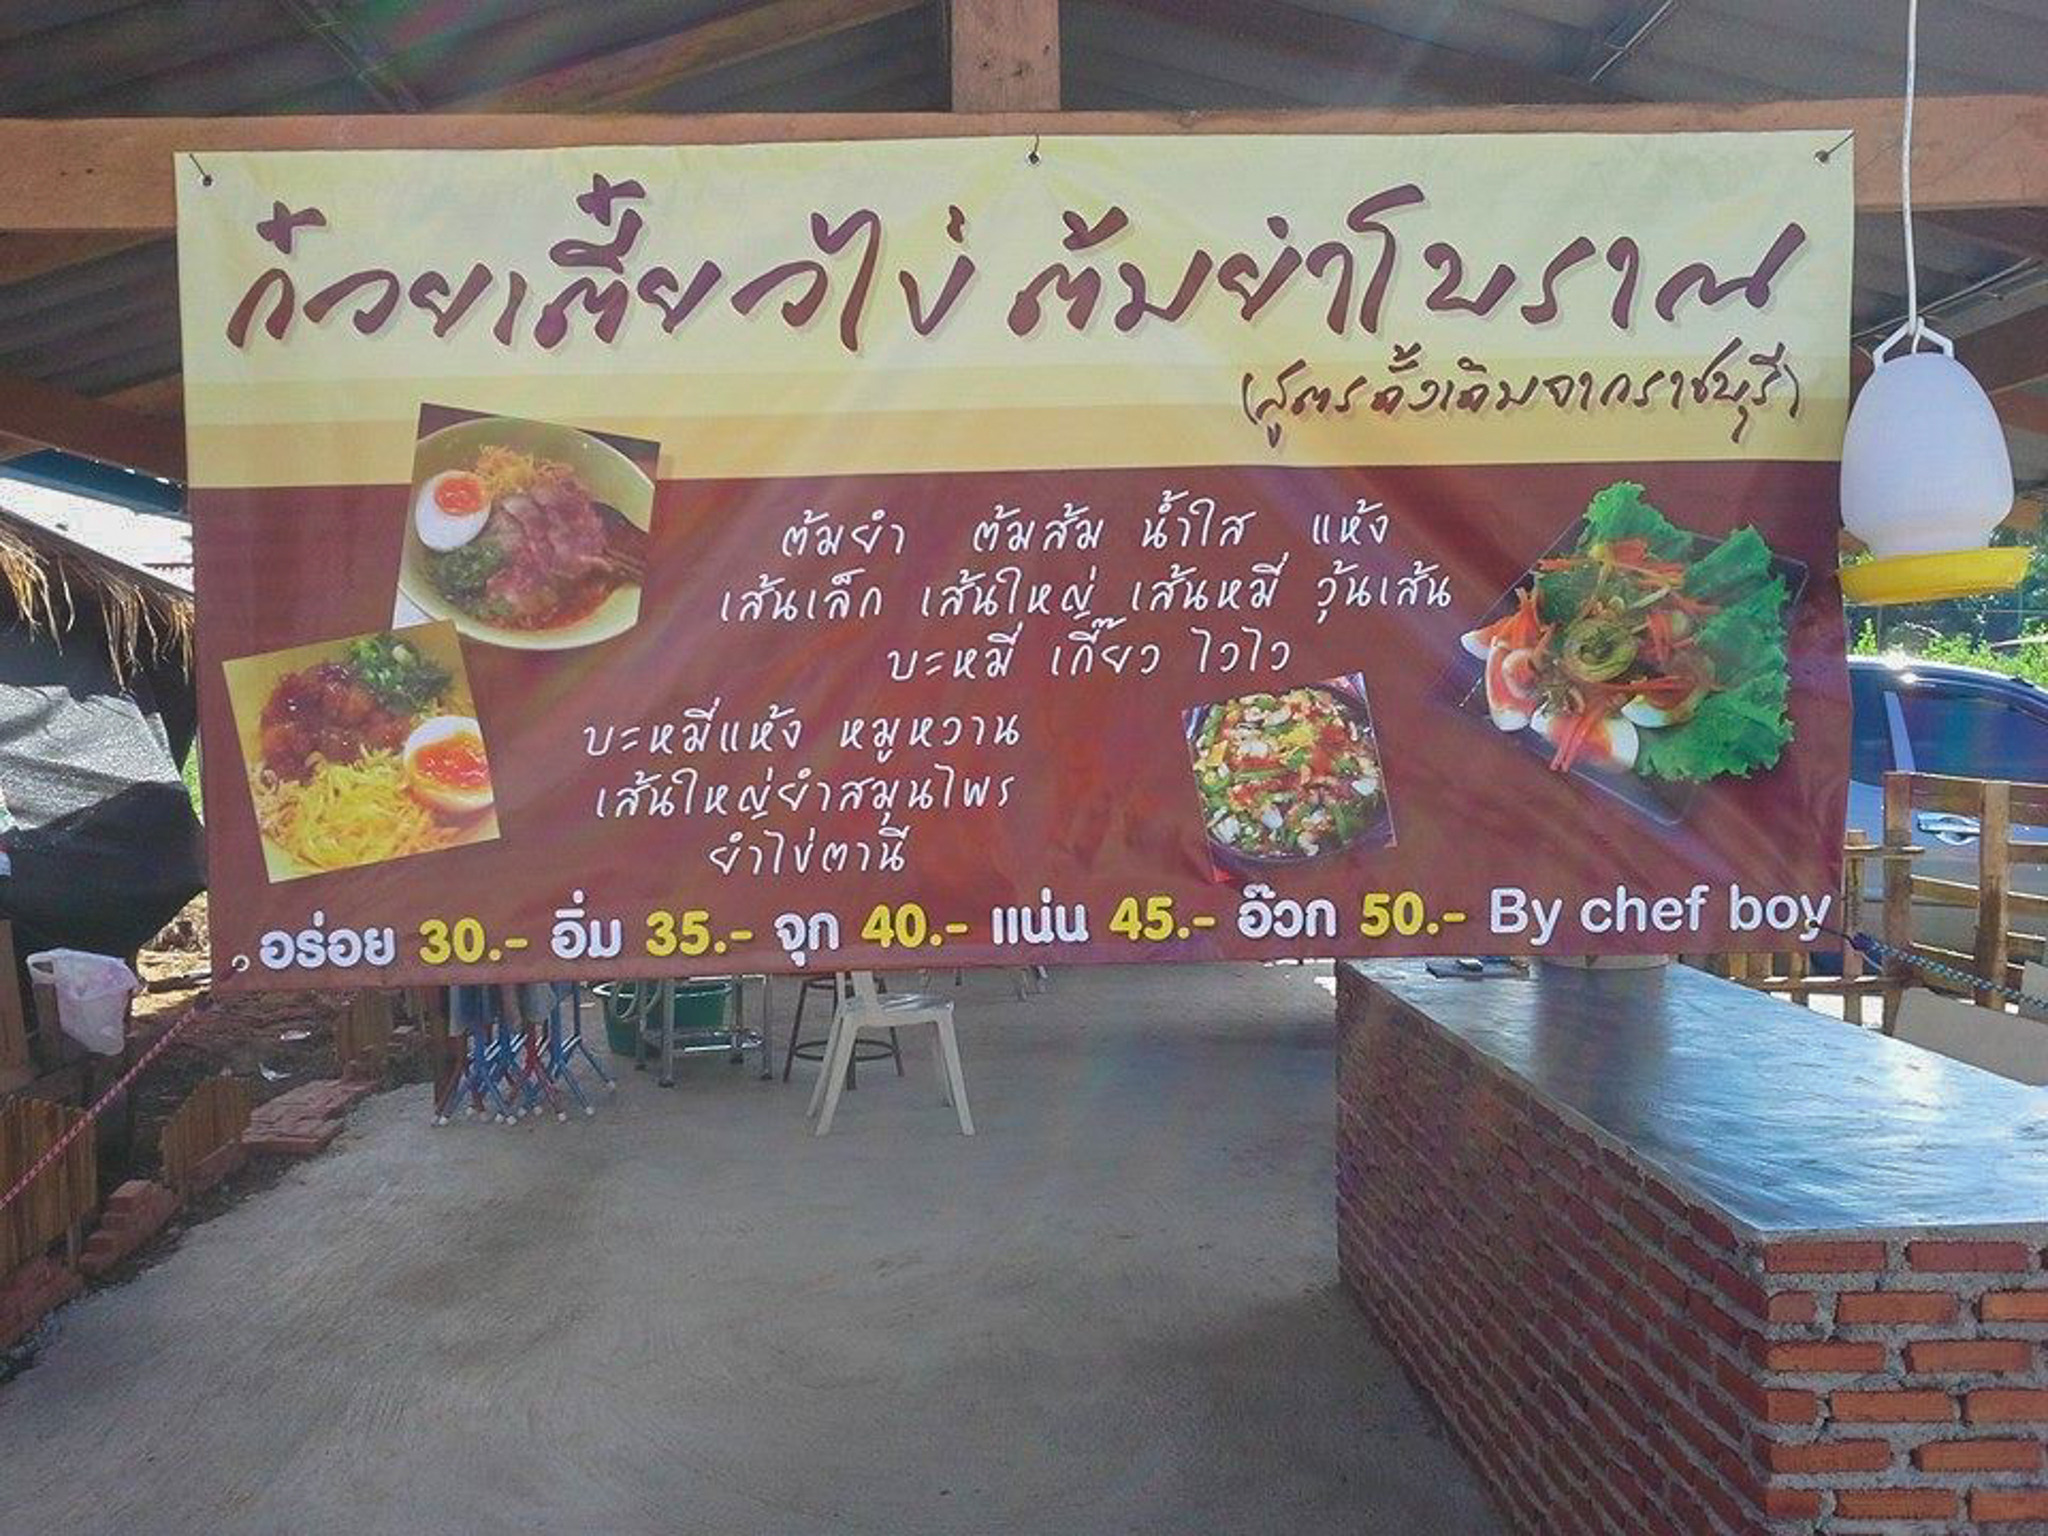 ก๋วยเตี๋ยวไข่ ต้มยำโบราณ
(สูตรดั้งเดิมจากราชบุรี)
ต้มยำ ต้มส้ม น้ำใส แห้ง
เส้นเล็ก เส้นใหญ่ เส้นหมี่ วุ้นเส้น
บะหมี่ เกี๊ยว ไวไว
บะหมี่แห้ง หมูหวาน
เส้นใหญ่ยำสมุนไพร
ยำไข่ตานี
อร่อย 30.- อิ่ม 35.- จุก 40.- แน่น 45.- อ๊วก 50.- By chef boy